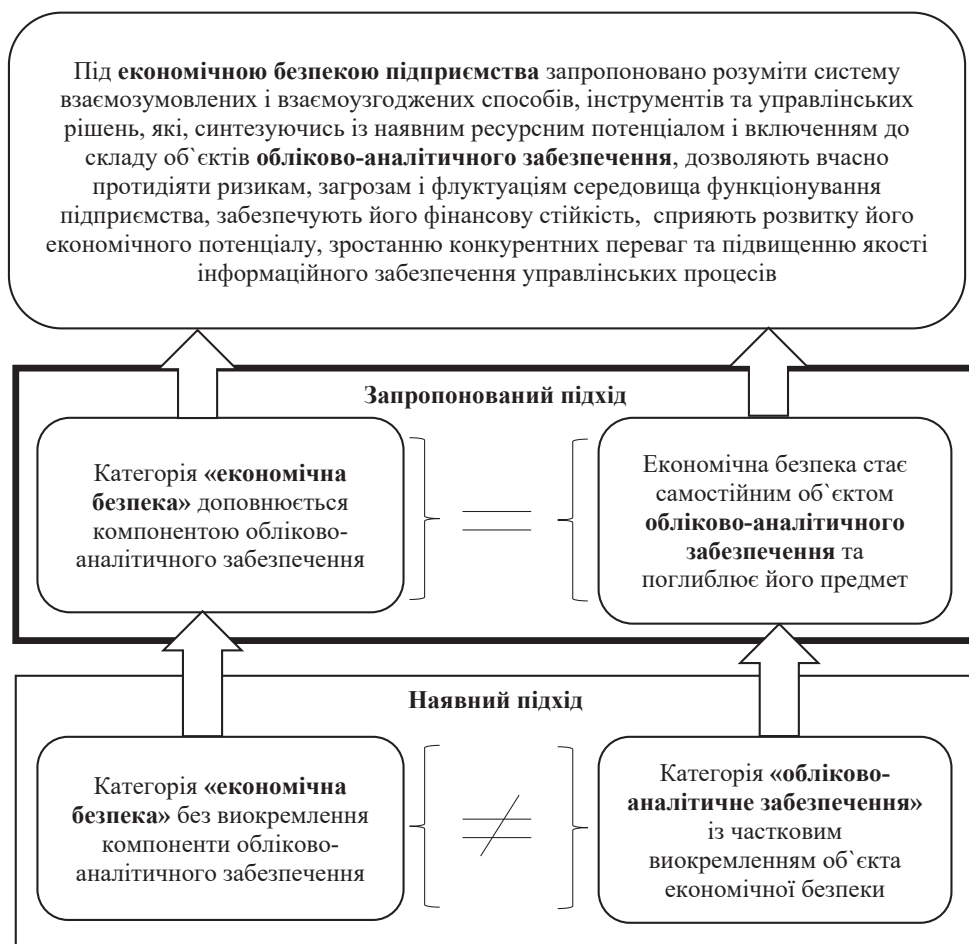 Під економічною безпекою підприємства запропоновано розуміти систему
взаємозумовлених і взаємоузгоджених способів, інструментів та управлінських
рішень, які, синтезуючись із наявним ресурсним потенціалом і включенням до
складу об`єктів обліково-аналітичного забезпечення, дозволяють вчасно
протидіяти ризикам, загрозам і флуктуаціям середовища функціонування
підприємства, забезпечують його фінансову стійкість, сприяють розвитку його
економічного потенціалу, зростанню конкурентних переваг та підвищенню якості
інформаційного забезпечення управлінських процесів
Запропонований підхід
Категорія «економічна
безпека» доповнюється
компонентою обліково-
аналітичного забезпечення
=
Економічна безпека стає
самостійним об`єктом
обліково-аналітичного
забезпечення та
поглиблює його предмет
Наявний підхід
Категорія «економічна
безпека» без виокремлення
компоненти обліково-
аналітичного забезпечення
≠
Категорія «обліково-
аналітичне забезпечення»
із частковим
виокремленням об`єкта
економічної безпеки